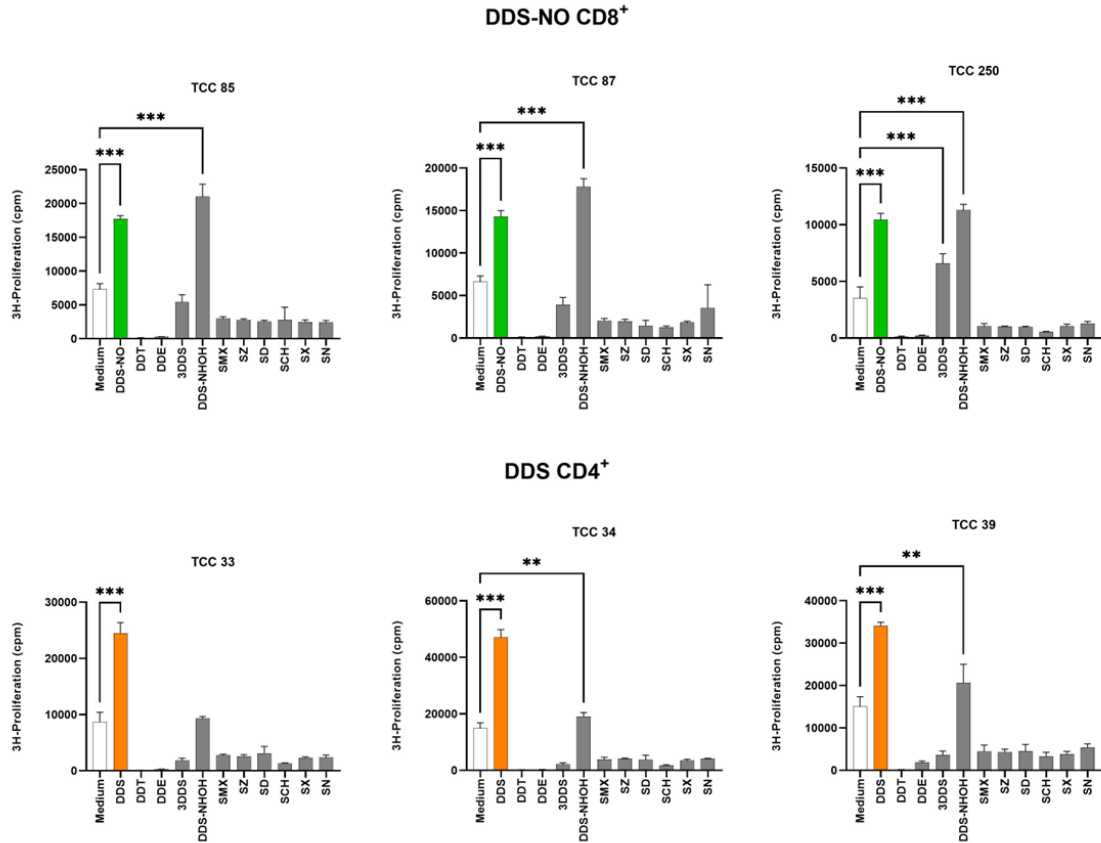 DDS-NO CD8+
TCC 85
***
***
3H-Proliferation (cpm)
25000
20000
15000
10000
5000
0
Medium
DDS-NO
DDT
DDE
3DDS
DDS-NHOH
SMX
SZ
SD
SCH
SX
SN
TCC 87
***
***
3H-Proliferation (cpm)
20000
15000
10000
5000
0
Medium
DDS-NO
DDT
DDE
3DDS
DDS-NHOH
SMX
SZ
SD
SCH
SX
SN
TCC 250
***
***
***
3H-Proliferation (cpm)
15000
10000
5000
0
Medium
DDS-NO
DDT
DDE
3DDS
DDS-NHOH
SMX
SZ
SD
SCH
SX
SN
DDS CD4+
TCC 33
***
3H-Proliferation (cpm)
30000
20000
10000
0
Medium
DDS
DDT
DDE
3DDS
DDS-NHOH
SMX
SZ
SD
SCH
SX
SN
TCC 34
**
***
3H-Proliferation (cpm)
60000
40000
20000
0
Medium
DDS
DDT
DDE
3DDS
DDS-NHOH
SMX
SZ
SD
SCH
SX
SN
TCC 39
**
***
3H-Proliferation (cpm)
40000
30000
20000
10000
0
Medium
DDS
DDT
DDE
3DDS
DDS-NHOH
SMX
SZ
SD
SCH
SX
SN